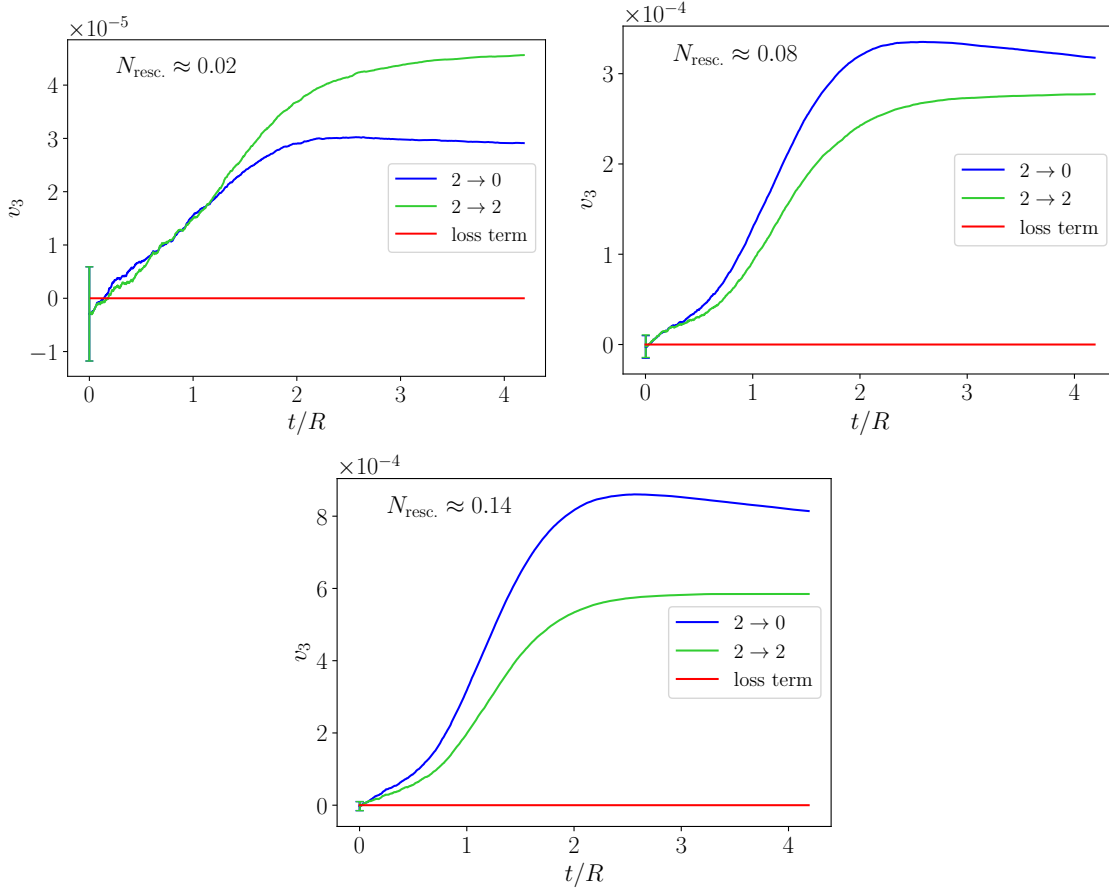 ×10⁻⁵
N_resc. ≈ 0.02
v₃
4
3
2
1
0
−1
2 → 0
2 → 2
loss term
0 1 2 3 4
t/R
×10⁻⁴
N_resc. ≈ 0.08
v₃
3
2
1
0
2 → 0
2 → 2
loss term
0 1 2 3 4
t/R
×10⁻⁴
N_resc. ≈ 0.14
v₃
8
6
4
2
0
2 → 0
2 → 2
loss term
0 1 2 3 4
t/R